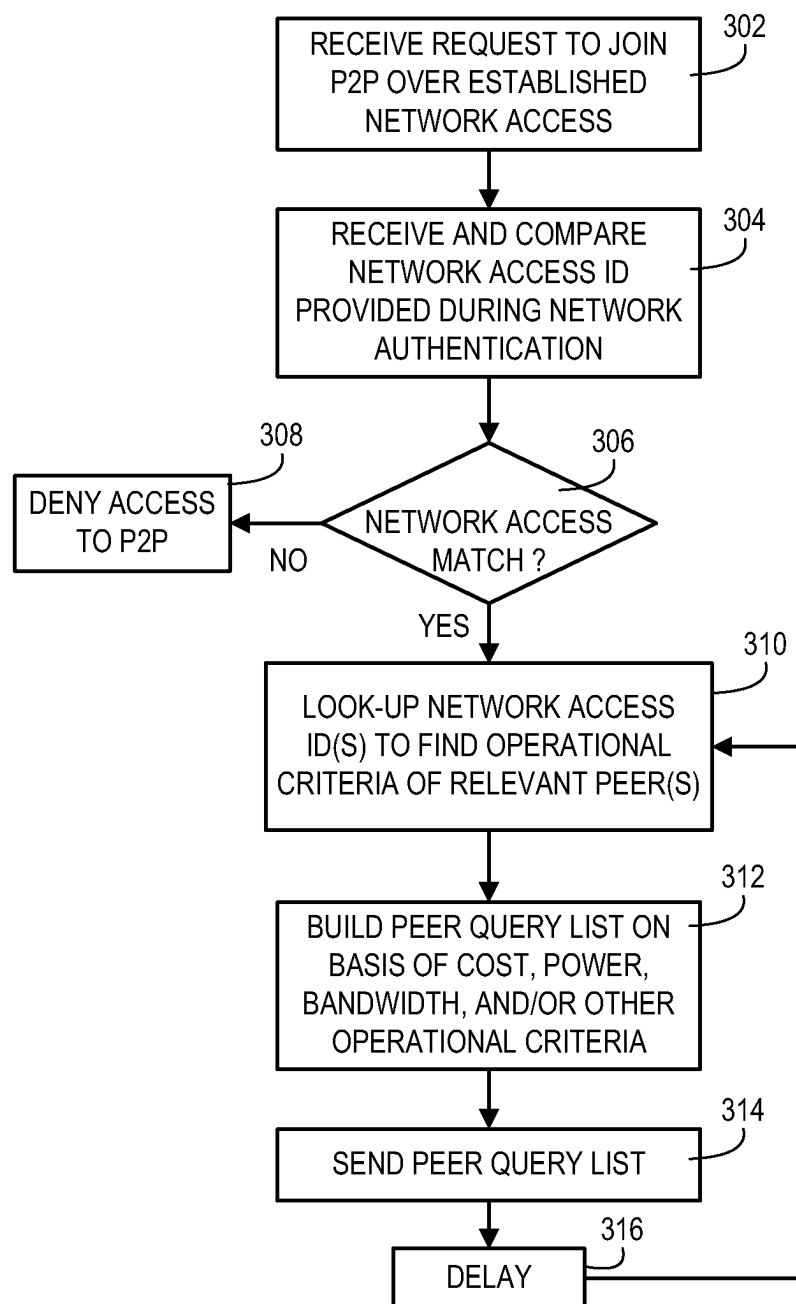 RECEIVE REQUEST TO JOIN
P2P OVER ESTABLISHED
NETWORK ACCESS
302
RECEIVE AND COMPARE
NETWORK ACCESS ID
PROVIDED DURING NETWORK
AUTHENTICATION
304
306
NETWORK ACCESS
MATCH ?
308
DENY ACCESS
TO P2P
NO
YES
310
LOOK-UP NETWORK ACCESS
ID(S) TO FIND OPERATIONAL
CRITERIA OF RELEVANT PEER(S)
312
BUILD PEER QUERY LIST ON
BASIS OF COST, POWER,
BANDWIDTH, AND/OR OTHER
OPERATIONAL CRITERIA
314
SEND PEER QUERY LIST
316
DELAY